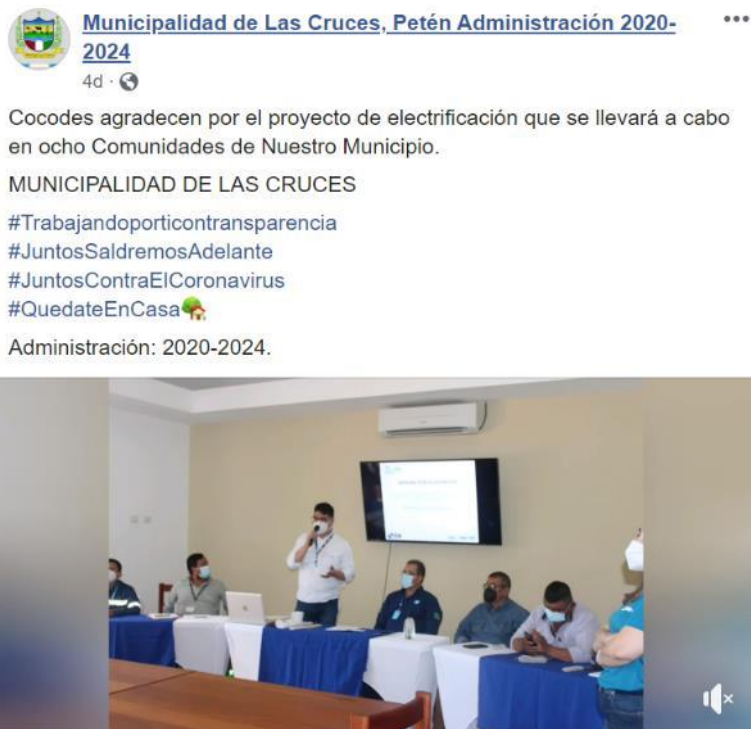 Municipalidad de Las Cruces, Petén Administración 2020-
2024
4d ·
Cocodes agradecen por el proyecto de electrificación que se llevará a cabo
en ocho Comunidades de Nuestro Municipio.
MUNICIPALIDAD DE LAS CRUCES
#Trabajandoporticontransparencia
#JuntosSaldremosAdelante
#JuntosContraElCoronavirus
#QuedateEnCasa
Administración: 2020-2024.